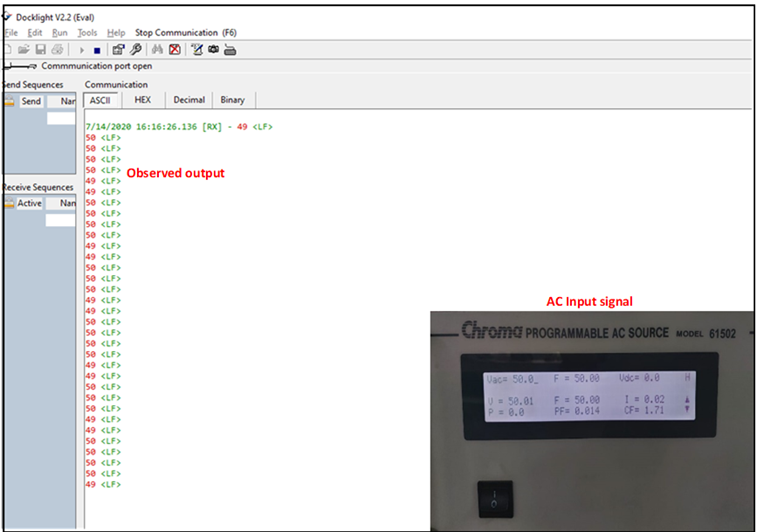 Docklight V2.2 (Eval)
File Edit Run Tools Help Stop Communication (F6)
Commmunication port open
Send Sequences
Communication
Send Nar
ASCII HEX Decimal Binary
7/14/2020 16:16:26.136 [RX] - 49 <LF>
50 <LF>
50 <LF>
50 <LF>
50 <LF>
Observed output
49 <LF>
Receive Sequences
49 <LF>
Active Nan
50 <LF>
50 <LF>
50 <LF>
50 <LF>
49 <LF>
49 <LF>
50 <LF>
50 <LF>
50 <LF>
49 <LF>
49 <LF>
50 <LF>
50 <LF>
50 <LF>
49 <LF>
49 <LF>
50 <LF>
50 <LF>
50 <LF>
49 <LF>
49 <LF>
50 <LF>
50 <LF>
50 <LF>
50 <LF>
49 <LF>
AC Input signal
Chroma PROGRAMMABLE AC SOURCE MODEL 61502
Vac= 50.0_ F = 50.00 Vdc= 0.0 H
V = 50.01 F = 50.00 I = 0.02
P = 0.0 PF= 0.014 CF= 1.71
I
O